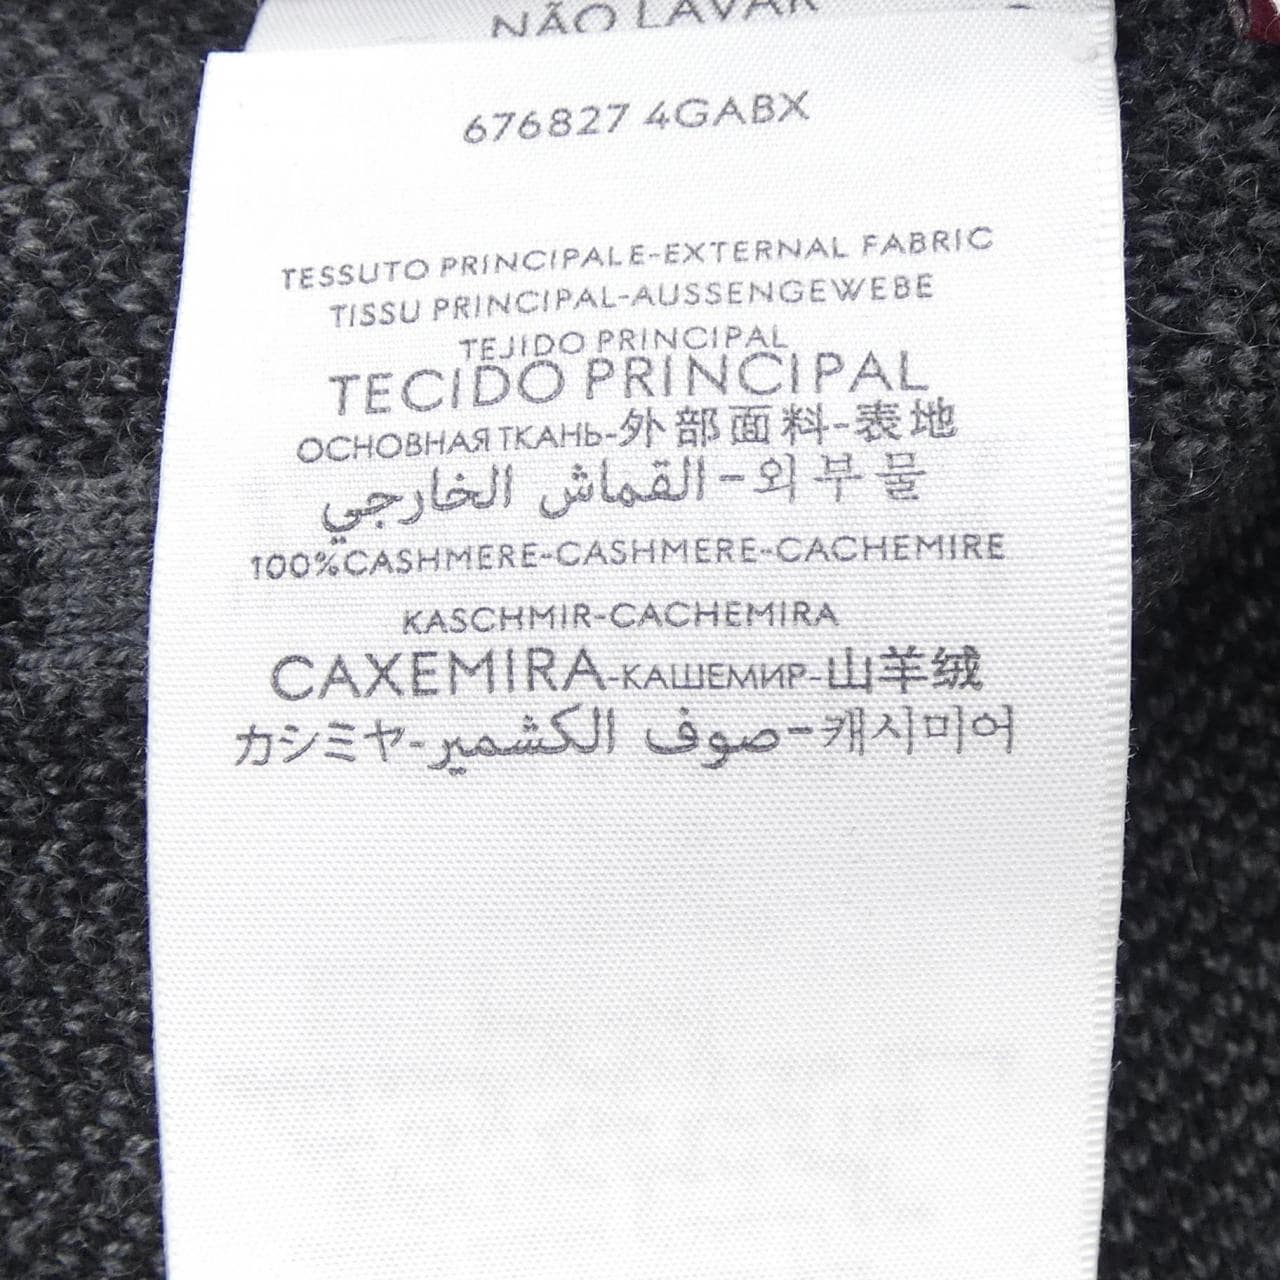 NÃO LAVAR
676827 4GABX
TESSUTO PRINCIPALE-EXTERNAL FABRIC
TISSU PRINCIPAL-AUSSENGEWEBE
TEJIDO PRINCIPAL
TECIDO PRINCIPAL
ОСНОВНАЯ ТКАНЬ-外部面料-表地
القماش الخارجي-외부물
100%CASHMERE-CASHMERE-CACHEMIRE
KASCHMIR-CACHEMIRA
CAXEMIRA-КАШЕМИР-山羊绒
カシミヤ-صوف الكشمير-캐시미어